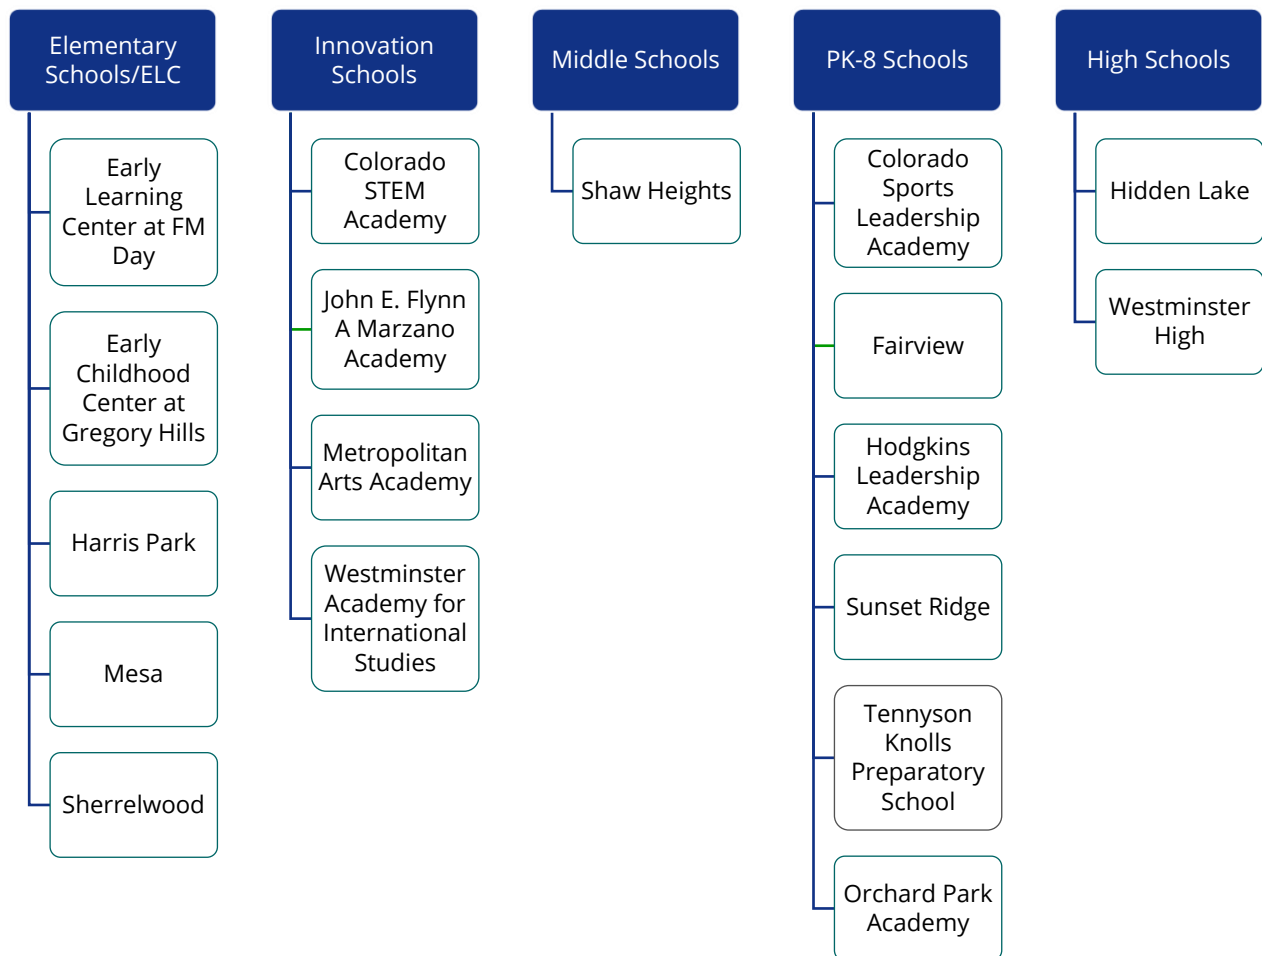 Elementary
Schools/ELC
Early
Learning
Center at FM
Day
Early
Childhood
Center at
Gregory Hills
Harris Park
Mesa
Sherrelwood
Innovation
Schools
Colorado
STEM
Academy
John E. Flynn
A Marzano
Academy
Metropolitan
Arts Academy
Westminster
Academy for
International
Studies
Middle Schools
Shaw Heights
PK-8 Schools
Colorado
Sports
Leadership
Academy
Fairview
Hodgkins
Leadership
Academy
Sunset Ridge
Tennyson
Knolls
Preparatory
School
Orchard Park
Academy
High Schools
Hidden Lake
Westminster
High